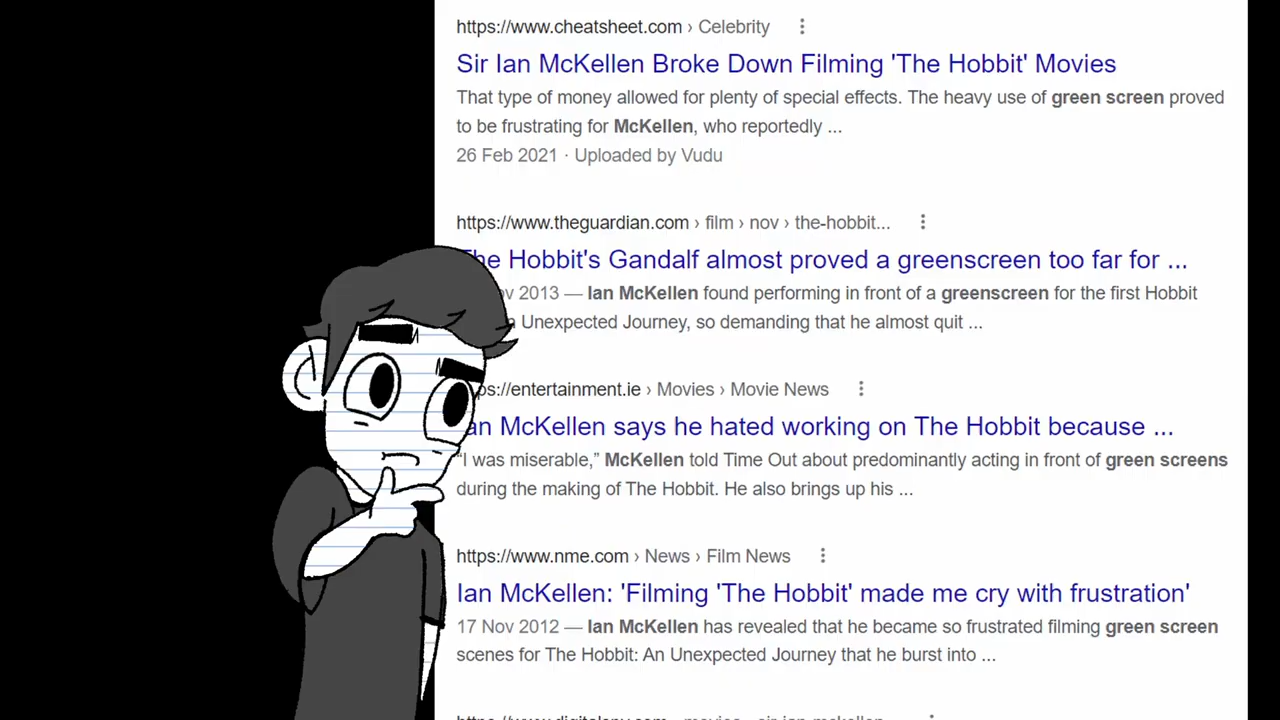 https://www.cheatsheet.com › Celebrity
Sir Ian McKellen Broke Down Filming 'The Hobbit' Movies
That type of money allowed for plenty of special effects. The heavy use of green screen proved
to be frustrating for McKellen, who reportedly ...
26 Feb 2021 · Uploaded by Vudu
https://www.theguardian.com › film › nov › the-hobbit...
The Hobbit's Gandalf almost proved a greenscreen too far for ...
2013 — Ian McKellen found performing in front of a greenscreen for the first Hobbit
Unexpected Journey, so demanding that he almost quit ...
//entertainment.ie › Movies › Movie News
Ian McKellen says he hated working on The Hobbit because ...
“I was miserable,” McKellen told Time Out about predominantly acting in front of green screens
during the making of The Hobbit. He also brings up his ...
https://www.nme.com › News › Film News
Ian McKellen: 'Filming 'The Hobbit' made me cry with frustration'
17 Nov 2012 — Ian McKellen has revealed that he became so frustrated filming green screen
scenes for The Hobbit: An Unexpected Journey that he burst into ...